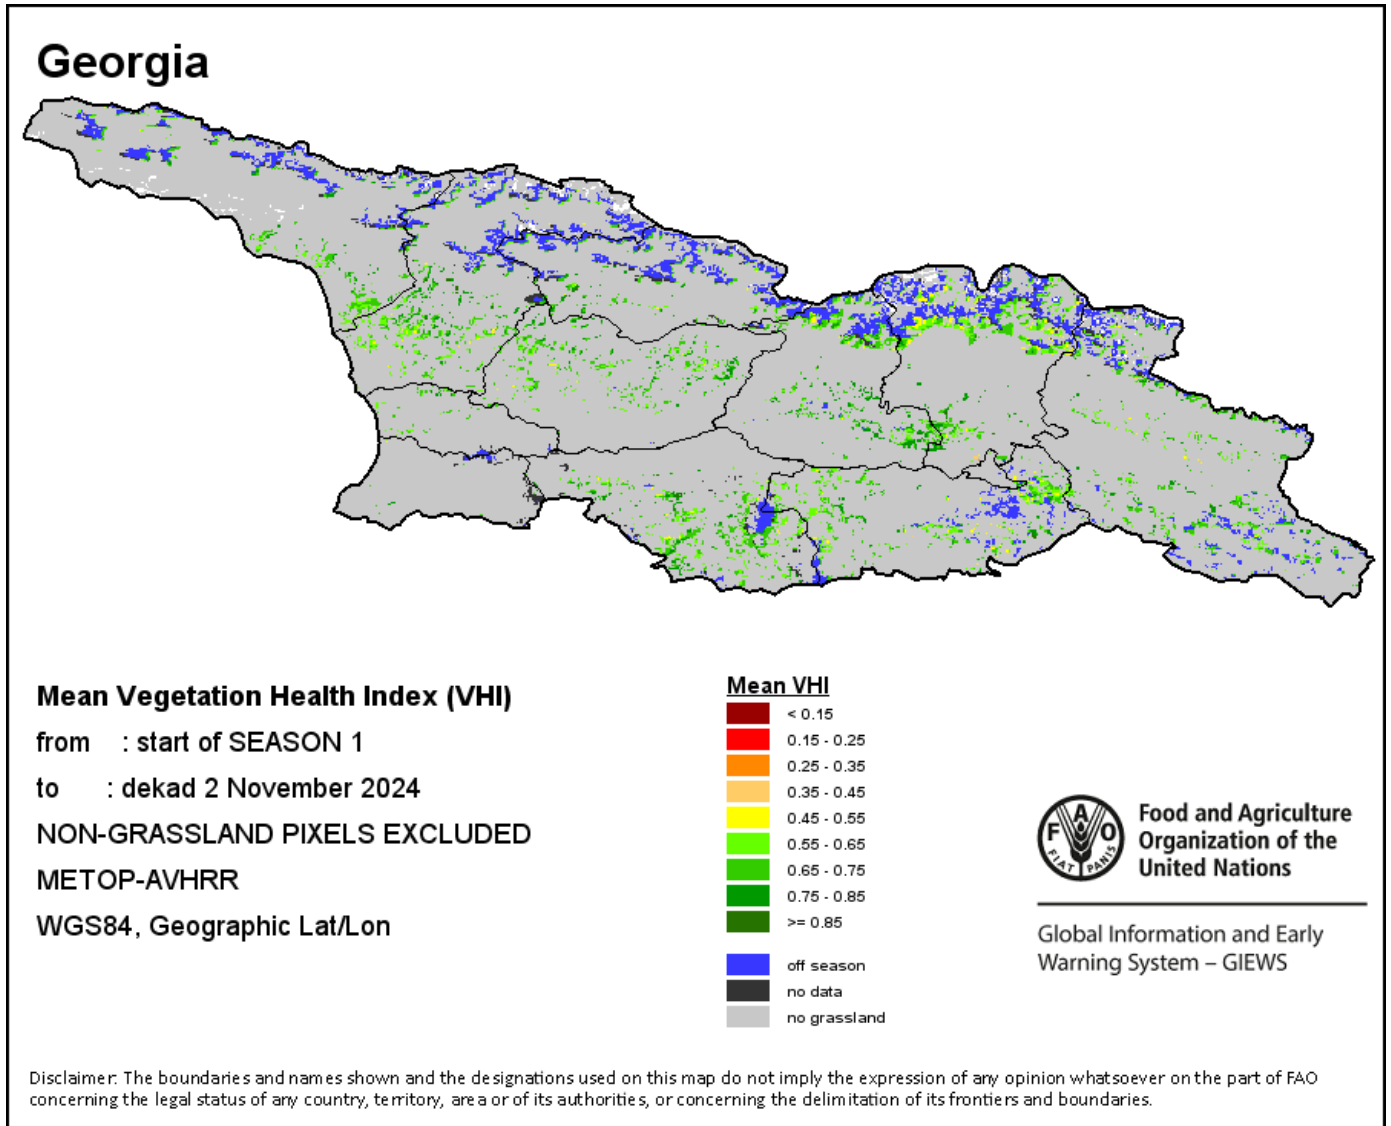 Georgia
Mean Vegetation Health Index (VHI)
from : start of SEASON 1
to : dekad 2 November 2024
NON-GRASSLAND PIXELS EXCLUDED
METOP-AVHRR
WGS84, Geographic Lat/Lon
Mean VHI
< 0.15
0.15 - 0.25
0.25 - 0.35
0.35 - 0.45
0.45 - 0.55
0.55 - 0.65
0.65 - 0.75
0.75 - 0.85
>= 0.85
off season
no data
no grassland
F A O
FIAT PANIS
Food and Agriculture
Organization of the
United Nations
Global Information and Early
Warning System – GIEWS
Disclaimer: The boundaries and names shown and the designations used on this map do not imply the expression of any opinion whatsoever on the part of FAO
concerning the legal status of any country, territory, area or of its authorities, or concerning the delimitation of its frontiers and boundaries.